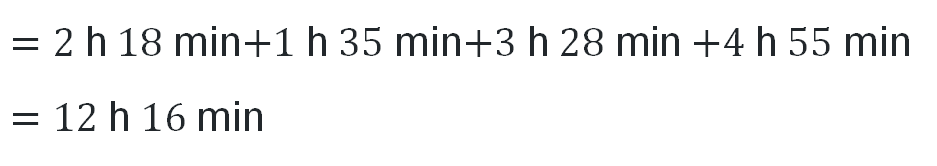 = 2 h 18 min+1 h 35 min+3 h 28 min +4 h 55 min
= 12 h 16 min